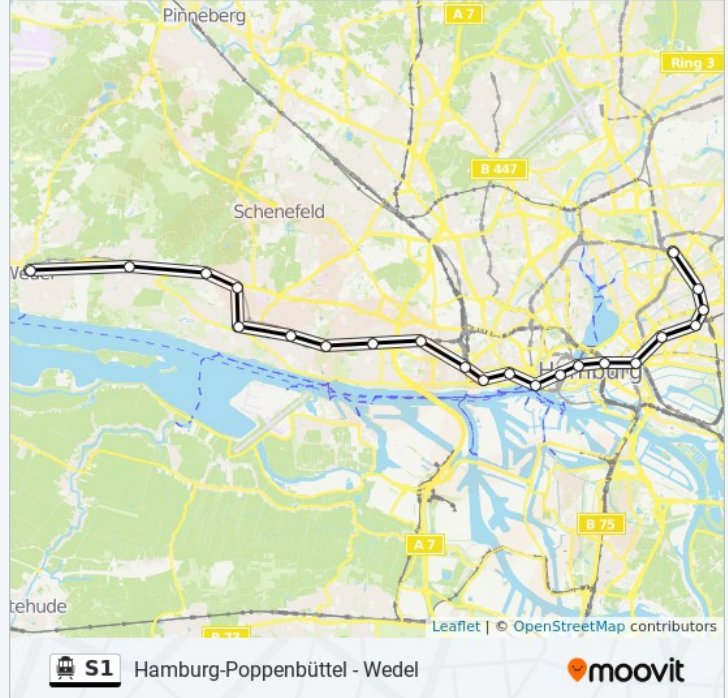 Pinneberg
A 7
Ring 3
B 447
Schenefeld
Wedel
Hamburg
B 75
A 7
tehude
B 73
Leaflet | © OpenStreetMap contributors
S1 Hamburg-Poppenbüttel - Wedel
moovit